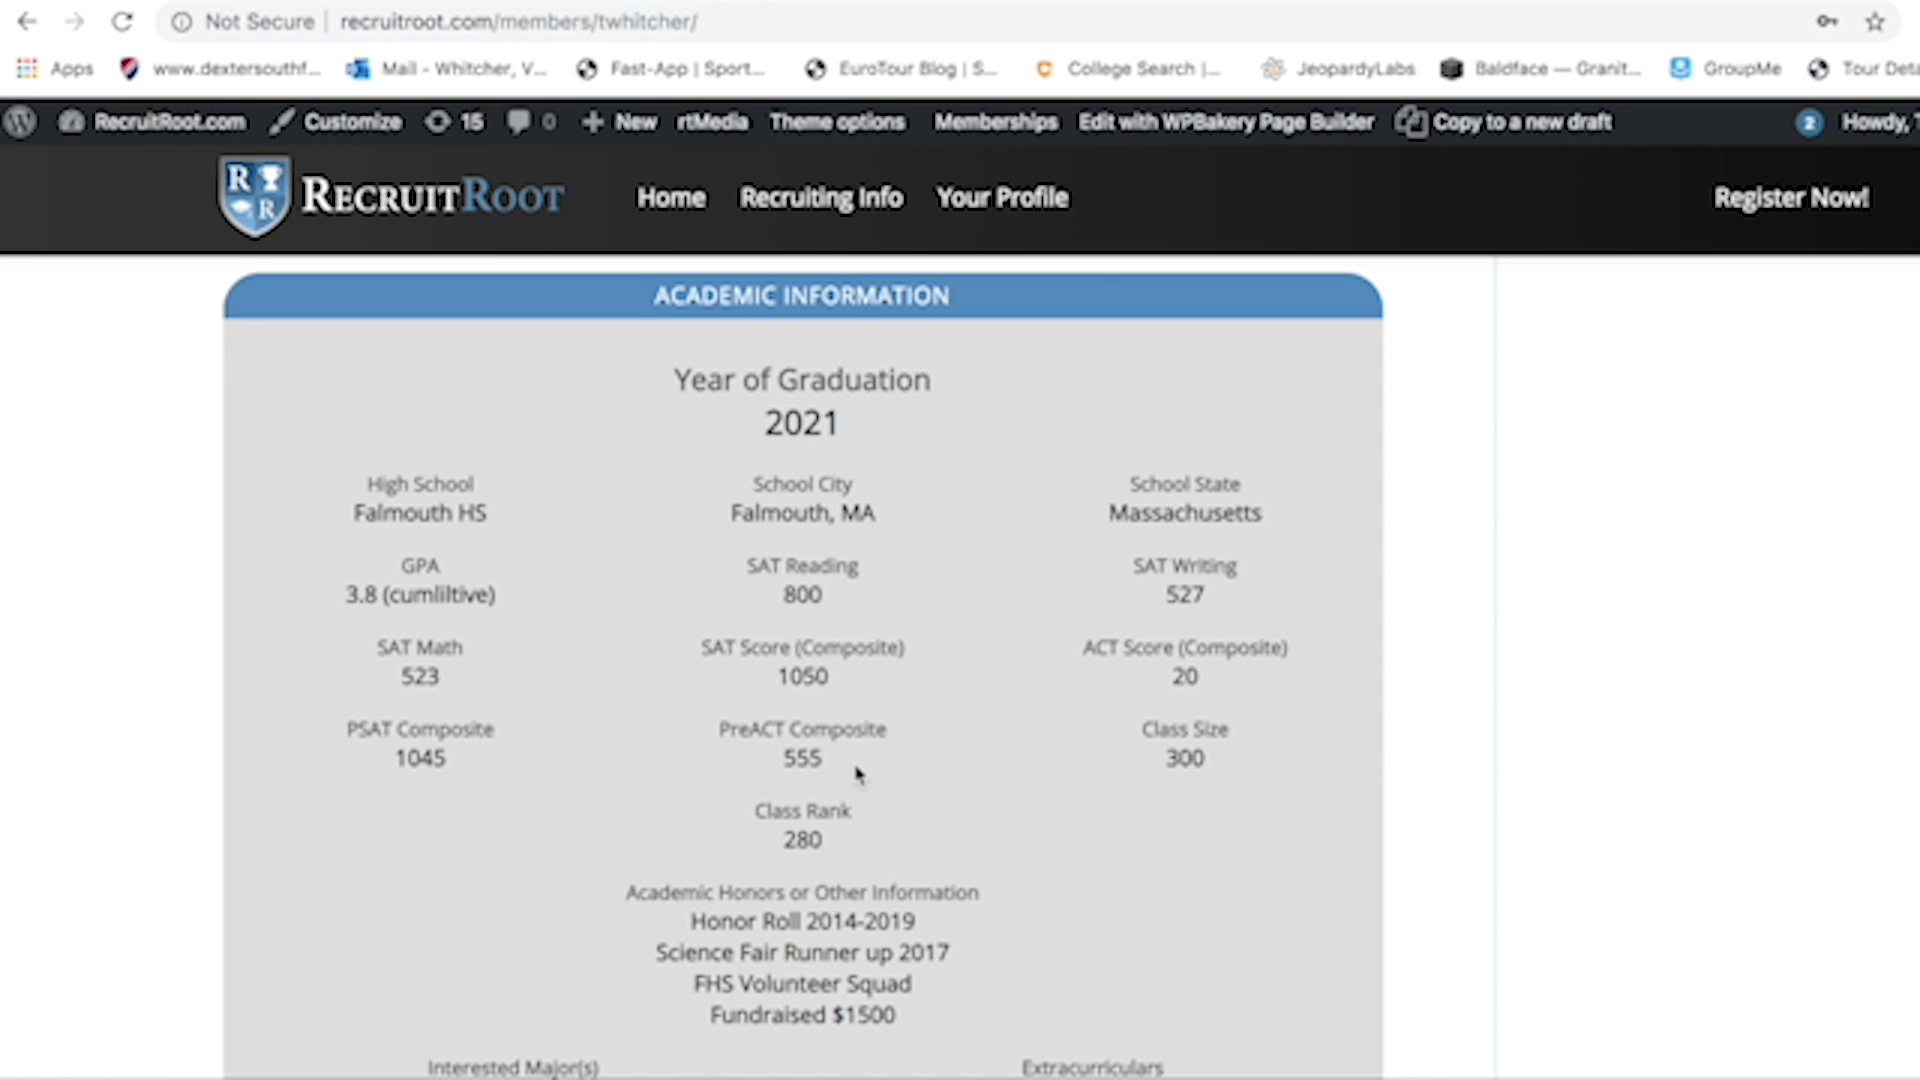 Not Secure recruitroot.com/members/twhitcher/
Apps www.dextersouthf... Mail - Whitcher, V... Fast-App | Sport... EuroTour Blog | S... College Search |... JeopardyLabs Baldface — Granit... GroupMe Tour Deta
RecruitRoot.com Customize 15 0 New rtMedia Theme options Memberships Edit with WPBakery Page Builder Copy to a new draft 2 Howdy, T
R R RECRUITROOT Home Recruiting Info Your Profile Register Now!
ACADEMIC INFORMATION
Year of Graduation
2021
High School School City School State
Falmouth HS Falmouth, MA Massachusetts
GPA SAT Reading SAT Writing
3.8 (cumliltive) 800 527
SAT Math SAT Score (Composite) ACT Score (Composite)
523 1050 20
PSAT Composite PreACT Composite Class Size
1045 555 300
Class Rank
280
Academic Honors or Other Information
Honor Roll 2014-2019
Science Fair Runner up 2017
FHS Volunteer Squad
Fundraised $1500
Interested Major(s) Extracurriculars